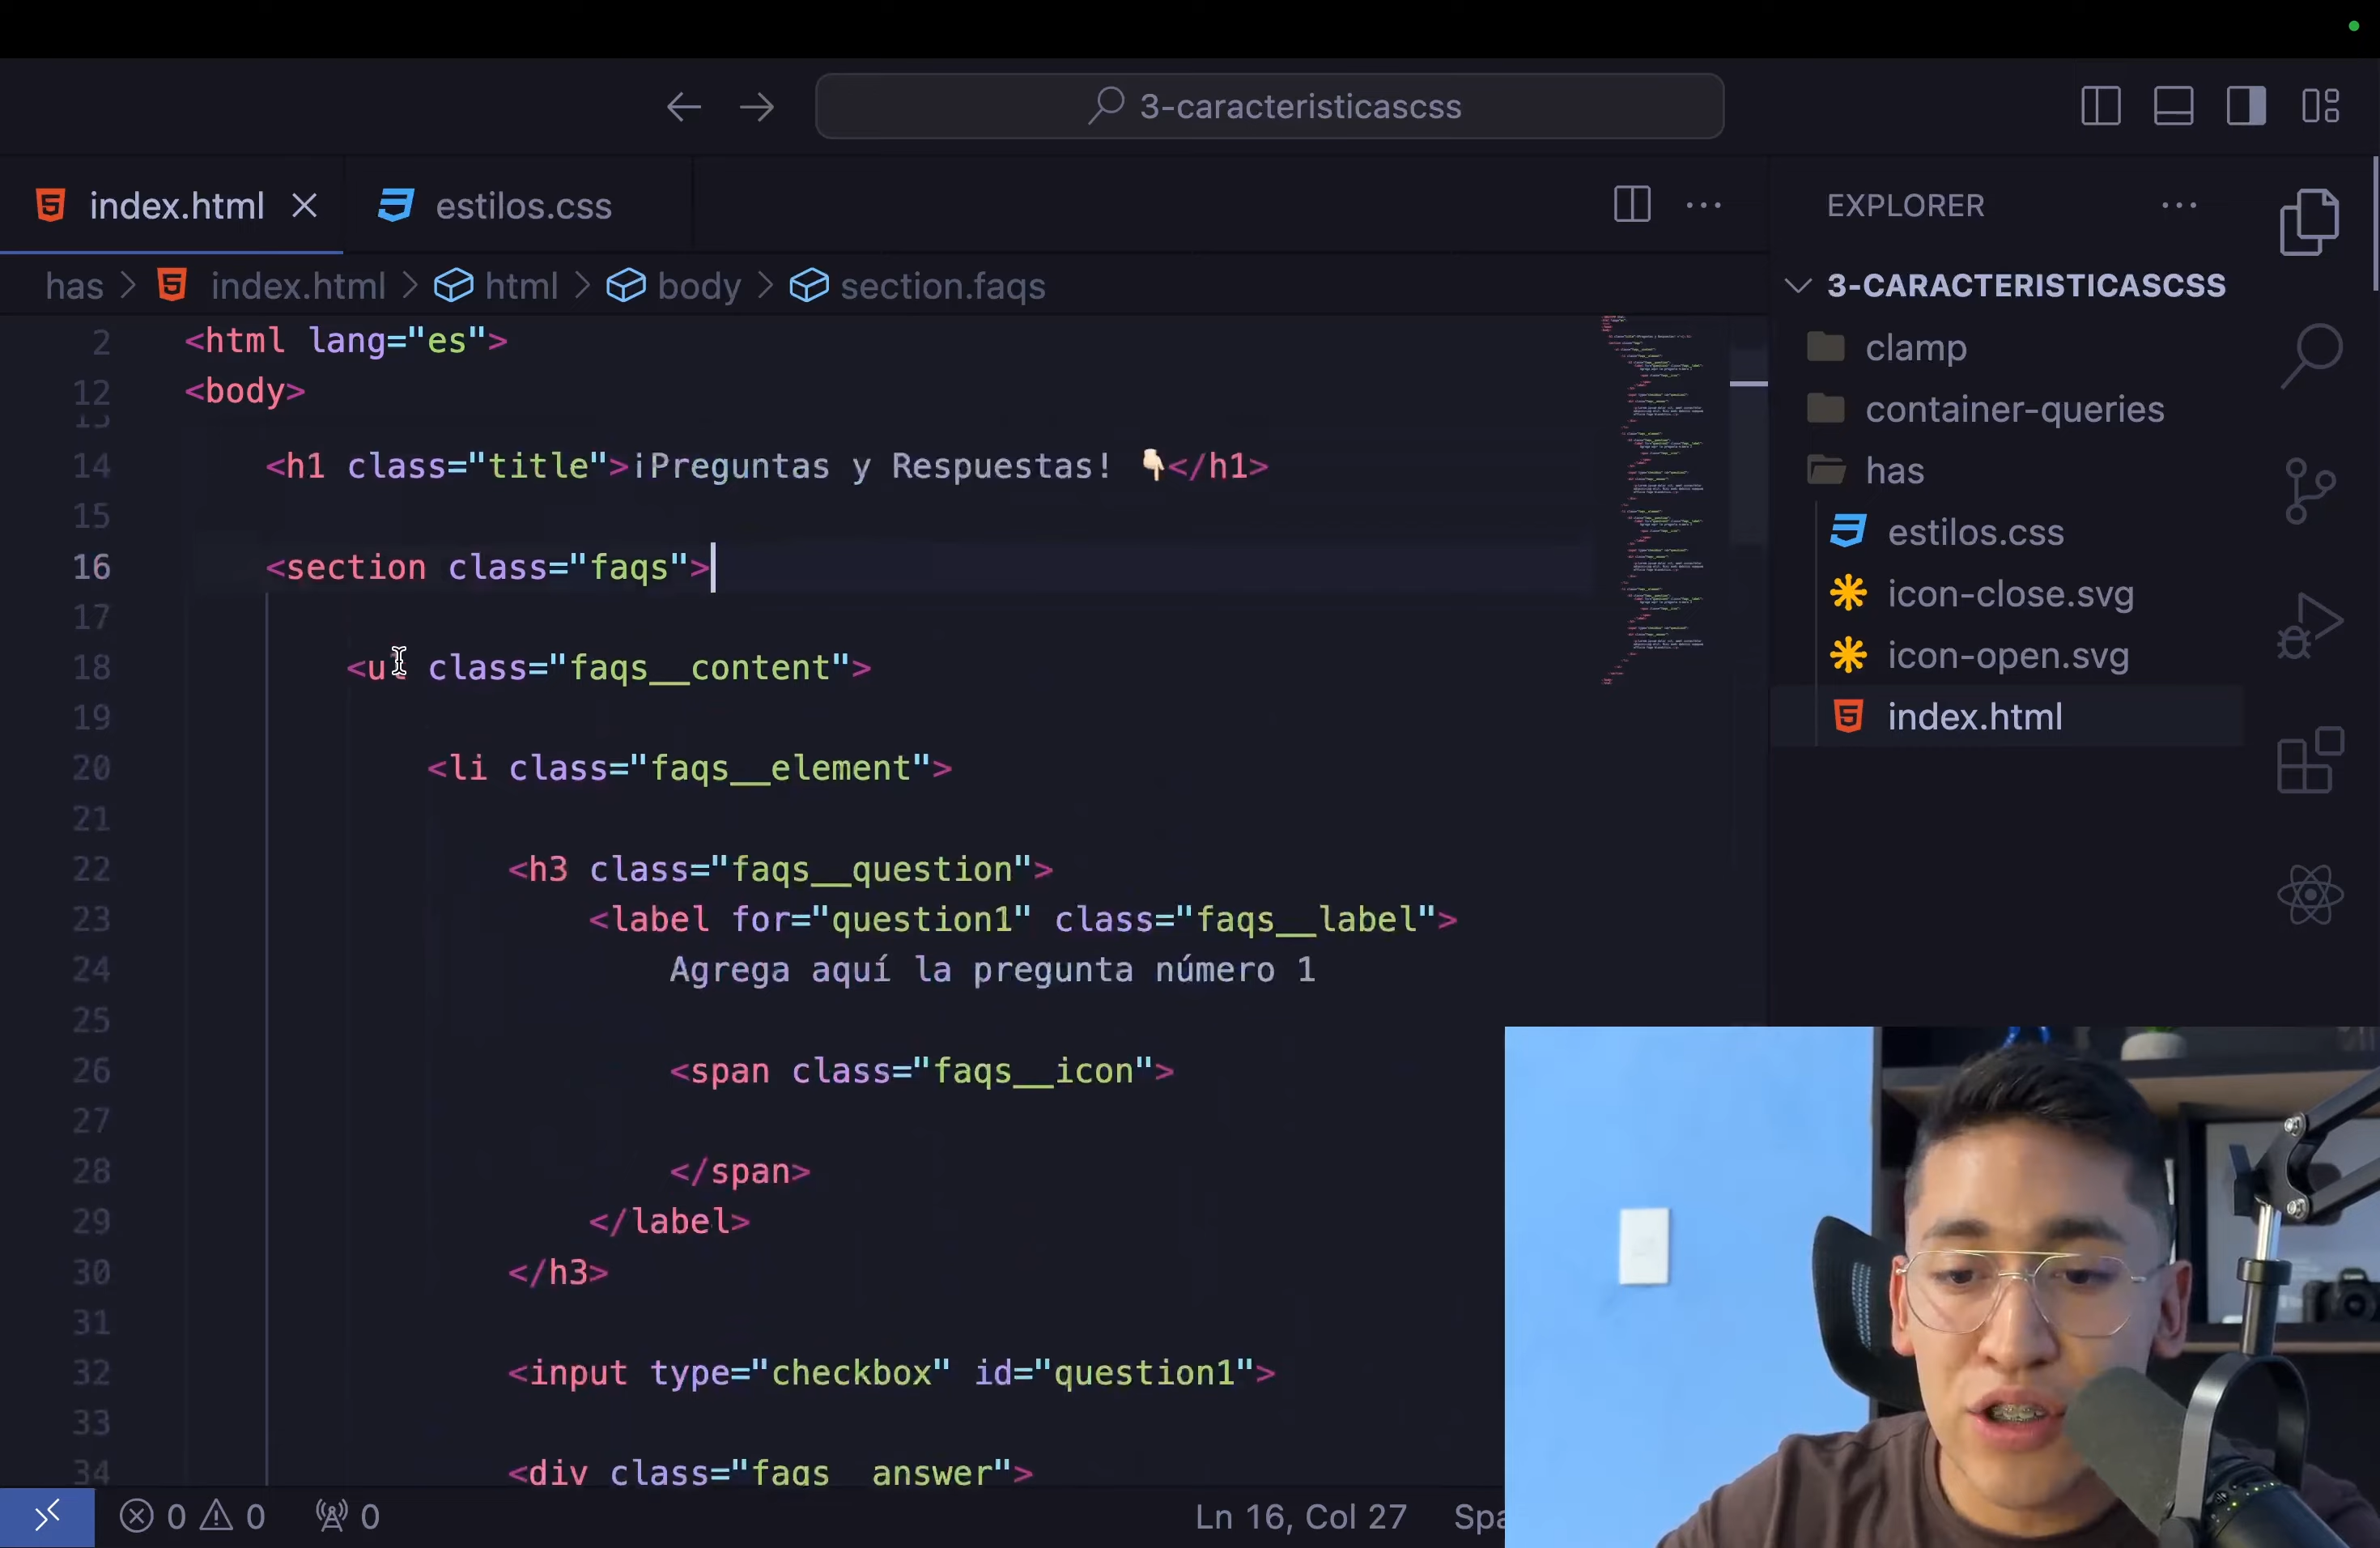 3-caracteristicascss
index.html
estilos.css
EXPLORER
has > index.html > html > body > section.faqs
3-CARACTERISTICASCSS
clamp
container-queries
has
estilos.css
icon-close.svg
icon-open.svg
index.html
2 <html lang="es">
12 <body>
13
14 <h1 class="title">¡Preguntas y Respuestas! 👇🏻</h1>
15
16 <section class="faqs">
17
18 <ul class="faqs__content">
19
20 <li class="faqs__element">
21
22 <h3 class="faqs__question">
23 <label for="question1" class="faqs__label">
24 Agrega aquí la pregunta número 1
25
26 <span class="faqs__icon">
27
28 </span>
29 </label>
30 </h3>
31
32 <input type="checkbox" id="question1">
33
34 <div class="faqs__answer">
0 0 0
Ln 16, Col 27